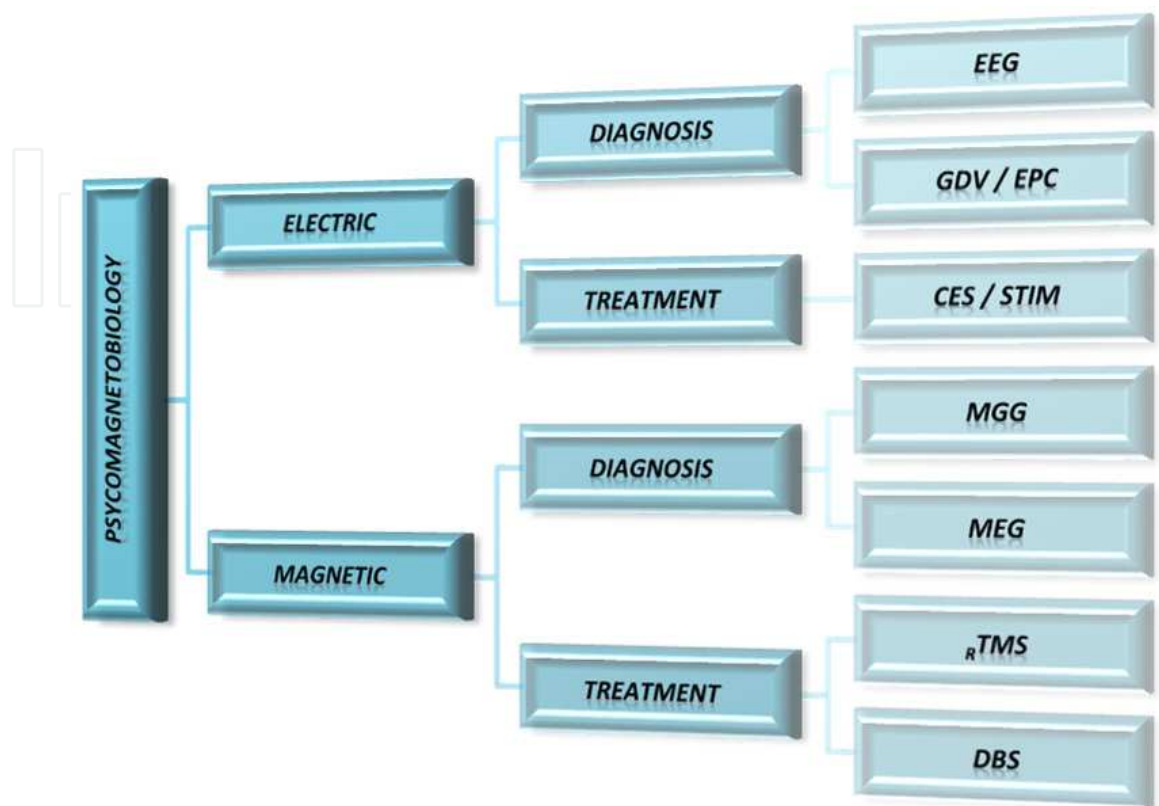 PSYCOMAGNETOBIOLOGY
ELECTRIC
DIAGNOSIS
EEG
GDV / EPC
TREATMENT
CES / STIM
MAGNETIC
DIAGNOSIS
MGG
MEG
TREATMENT
RTMS
DBS